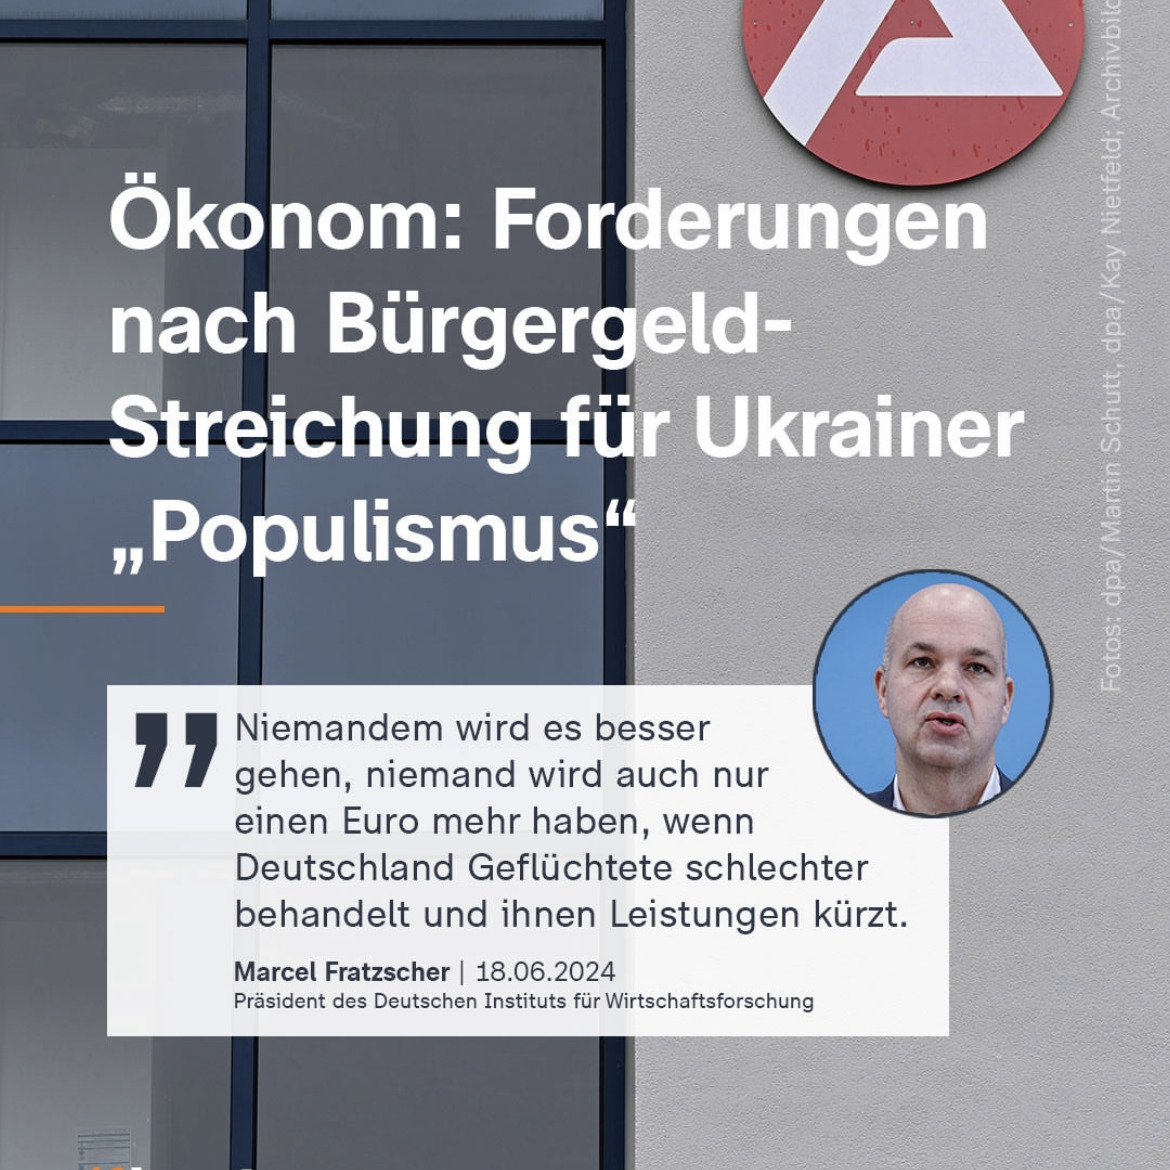 Ökonom: Forderungen
nach Bürgergeld-
Streichung für Ukrainer
„Populismus“
Niemandem wird es besser
gehen, niemand wird auch nur
einen Euro mehr haben, wenn
Deutschland Geflüchtete schlechter
behandelt und ihnen Leistungen kürzt.
Marcel Fratzscher | 18.06.2024
Präsident des Deutschen Instituts für Wirtschaftsforschung
Fotos: dpa/Martin Schutt, dpa/Kay Nietfeld; Archivbild